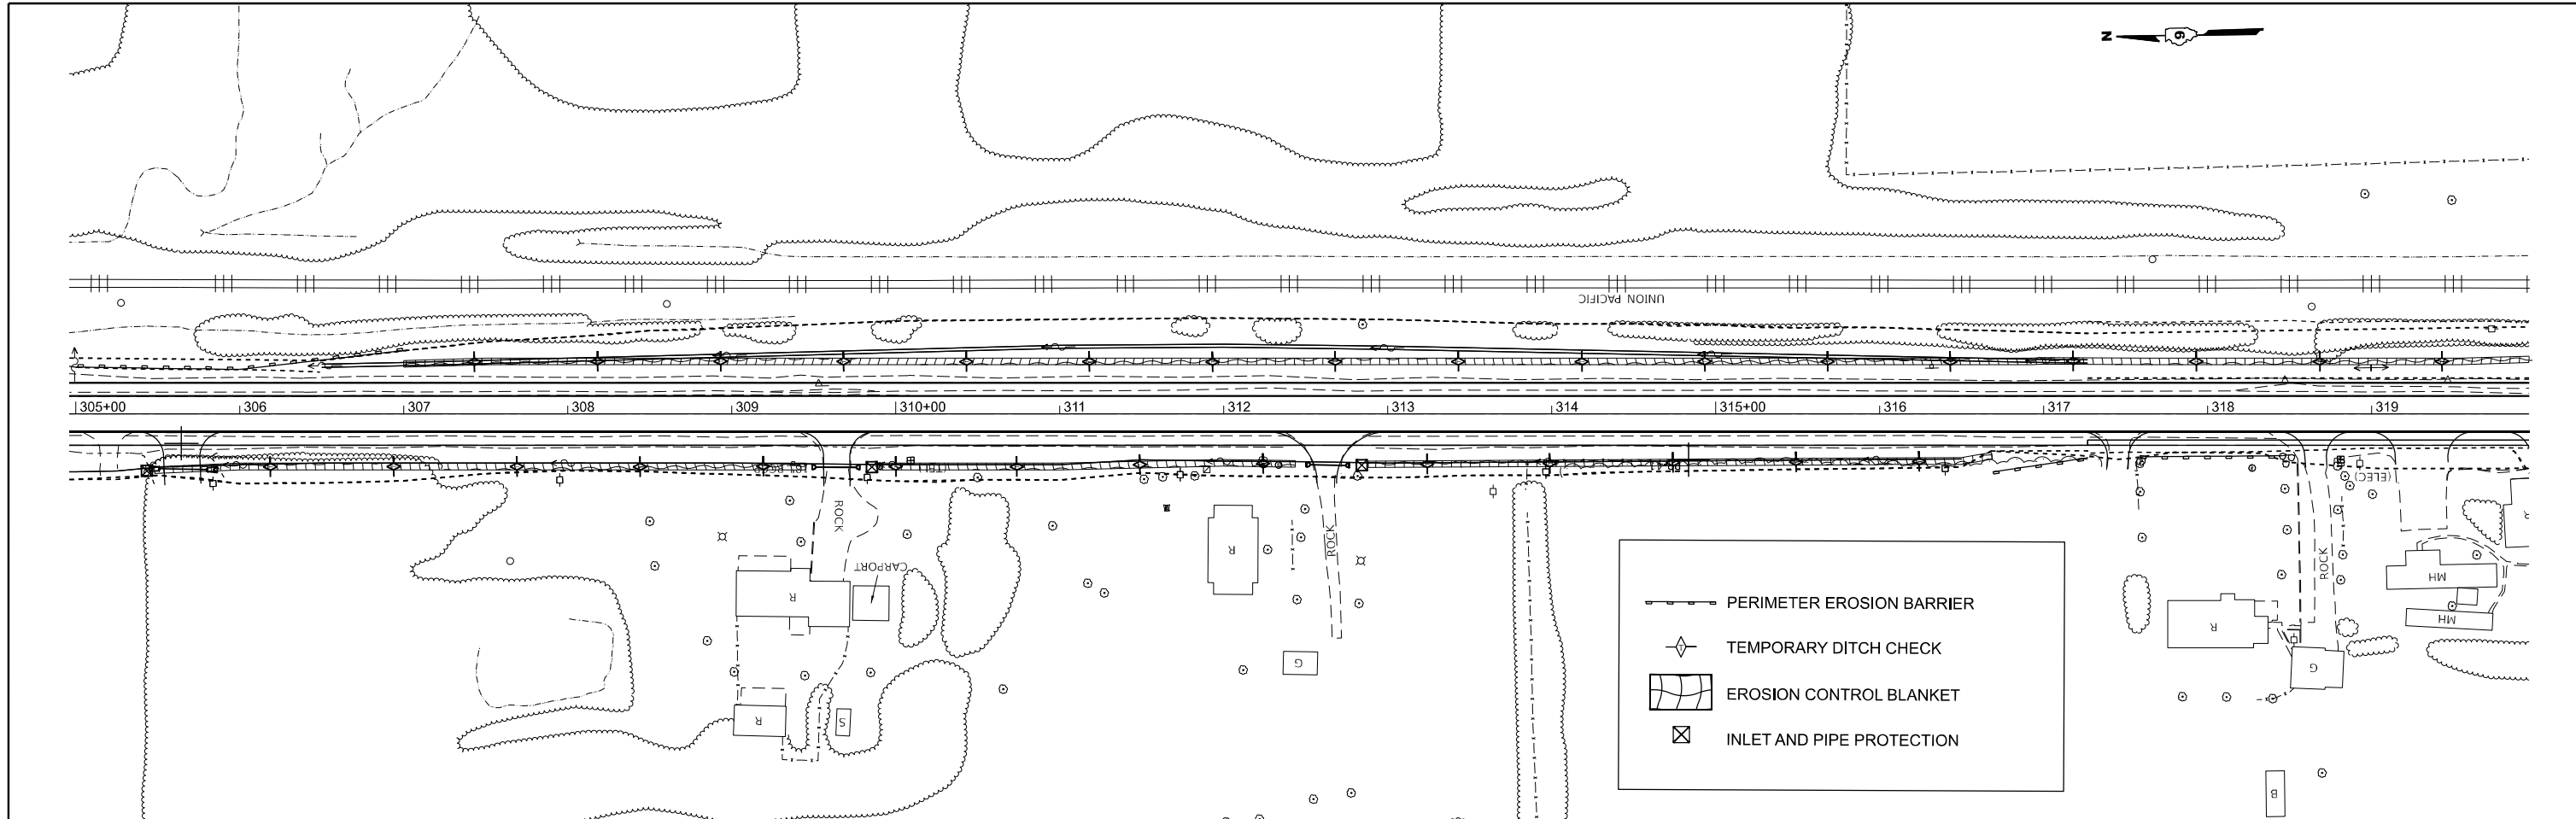 N
UNION PACIFIC
305+00 306 307 308 309 310+00 311 312 313 314 315+00 316 317 318 319
(ELEC)
ROCK
ROCK
ROCK
CARPORT
R
R
R
R
R
S
G
G
B
MH
MH
PERIMETER EROSION BARRIER
TEMPORARY DITCH CHECK
EROSION CONTROL BLANKET
INLET AND PIPE PROTECTION